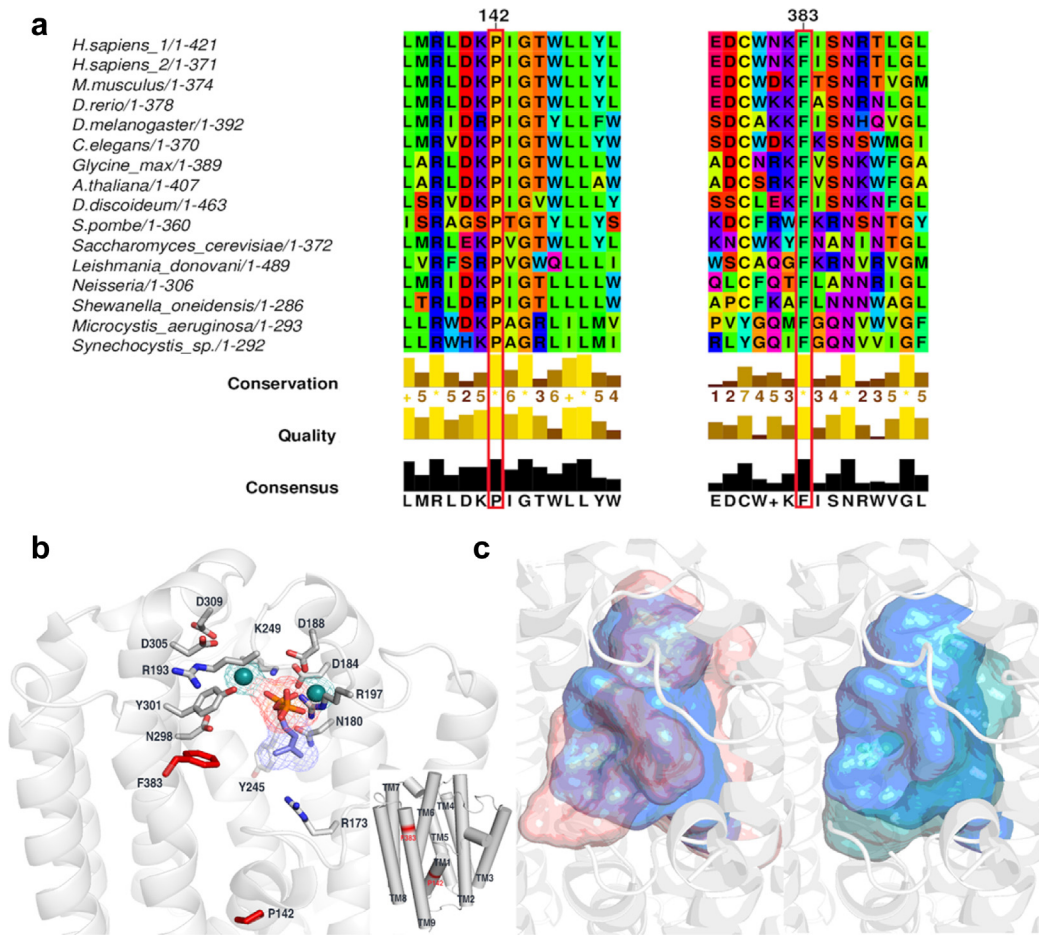 a
142 383
H.sapiens_1/1-421 LMRLDKPIGTWLLYL EDCWNKFISNRTLGL
H.sapiens_2/1-371 LMRLDKPIGTWLLYL EDCWNKFISNRTLGL
M.musculus/1-374 LMRLDKPIGTWLLYL EDCWDKFTSNRTVGM
D.rerio/1-378 LMRLDKPIGTWLLYL EDCWKKFASNRNLGL
D.melanogaster/1-392 LMRIDRPIGTYLLFW SDCAKKFISNHQVGL
C.elegans/1-370 LMRVDKPIGTWLLYW SDCWDKFKSNSWMGI
Glycine_max/1-389 LARLDKPIGTWLLLW ADCNRKFVSNKWFGA
A.thaliana/1-407 LARLDKPIGTWLLAW ADCSRKFVSNKWFGA
D.discoideum/1-463 LSRVDKPIGVWLLLY SSCLEKFISNKNFGL
S.pombe/1-360 ISRAGSPTGTYLLYS KDCFRWFKRNSNTGY
Saccharomyces_cerevisiae/1-372 LMRLEKPVGTWLLYL KNCWKYFNANINTGL
Leishmania_donovani/1-489 LVRFSRPVGWQLLLI WSCAQGFKRNVRVGM
Neisseria/1-306 LMRIDKPIGTLLLLW QLCFQTFLANNRIGL
Shewanella_oneidensis/1-286 LTRLDRPIGTLLLLW APCFKAFLNNNWAGL
Microcystis_aeruginosa/1-293 LLRWDKPAGRLILMV PVYGQMFGQNVWVGF
Synechocystis_sp./1-292 LLRWHKPAGRLILMI RLYGQIFGQNVVIGF
Conservation
+5*525*6*36+*54 127453*34*235*5
Quality
Consensus
LMRLDKPIGTWLLYW EDCW+KFISNRWVGL
b
D309
D305
K249
D188
R193
D184
R197
Y301
N180
N298
F383
Y245
R173
P142
TM7
TM4
TM6
F383
TM5
TM1
P142
TM3
TM8
TM2
TM9
c